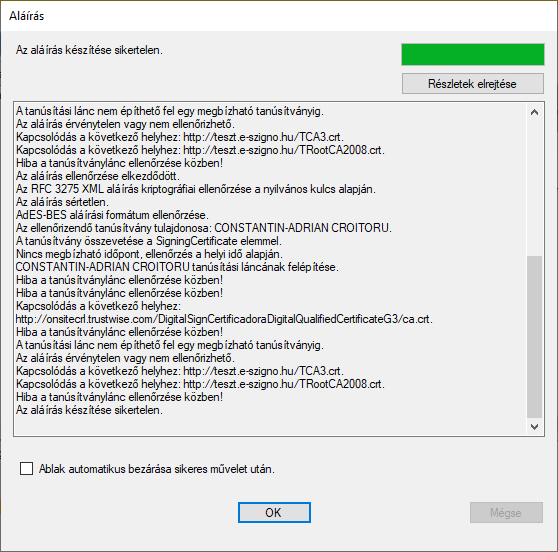 Aláírás
Az aláírás készítése sikertelen.
Részletek elrejtése
A tanúsítási lánc nem építhető fel egy megbízható tanúsítványig.
Az aláírás érvénytelen vagy nem ellenőrizhető.
Kapcsolódás a következő helyhez: http://teszt.e-szigno.hu/TCA3.crt.
Kapcsolódás a következő helyhez: http://teszt.e-szigno.hu/TRootCA2008.crt.
Hiba a tanúsítványlánc ellenőrzése közben!
Az aláírás ellenőrzése elkezdődött.
Az RFC 3275 XML aláírás kriptográfiai ellenőrzése a nyilvános kulcs alapján.
Az aláírás sértetlen.
AdES-BES aláírási formátum ellenőrzése.
Az ellenőrizendő tanúsítvány tulajdonosa: CONSTANTIN-ADRIAN CROITORU.
A tanúsítvány összevetése a SigningCertificate elemmel.
Nincs megbízható időpont, ellenőrzés a helyi idő alapján.
CONSTANTIN-ADRIAN CROITORU tanúsítási láncának felépítése.
Hiba a tanúsítványlánc ellenőrzése közben!
Hiba a tanúsítványlánc ellenőrzése közben!
Kapcsolódás a következő helyhez:
http://onsitecrl.trustwise.com/DigitalSignCertificadoraDigitalQualifiedCertificateG3/ca.crt.
Hiba a tanúsítványlánc ellenőrzése közben!
A tanúsítási lánc nem építhető fel egy megbízható tanúsítványig.
Az aláírás érvénytelen vagy nem ellenőrizhető.
Kapcsolódás a következő helyhez: http://teszt.e-szigno.hu/TCA3.crt.
Kapcsolódás a következő helyhez: http://teszt.e-szigno.hu/TRootCA2008.crt.
Hiba a tanúsítványlánc ellenőrzése közben!
Az aláírás készítése sikertelen.
Ablak automatikus bezárása sikeres művelet után.
OK
Mégse